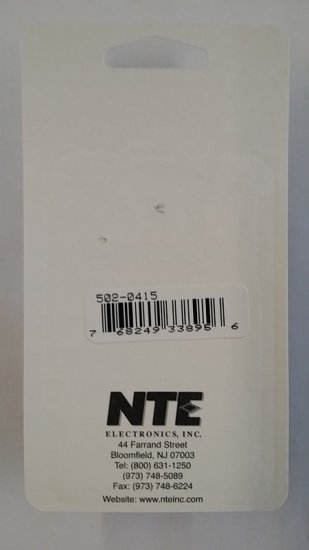 502-0415
7 68249 33895 6
NTE
ELECTRONICS, INC.
44 Farrand Street
Bloomfield, NJ 07003
Tel: (800) 631-1250
(973) 748-5089
Fax: (973) 748-6224
Website: www.nteinc.com